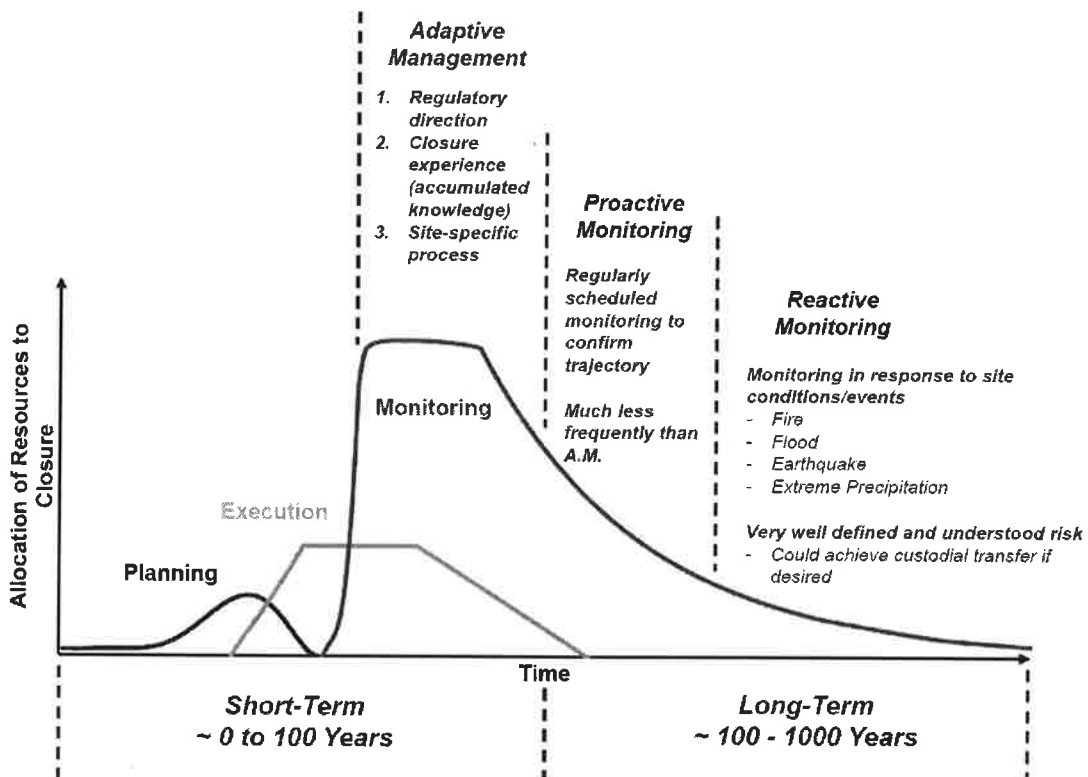 Adaptive
Management
1. Regulatory
direction
2. Closure
experience
(accumulated
knowledge)
3. Site-specific
process
Proactive
Monitoring
Regularly
scheduled
monitoring to
confirm
trajectory
Much less
frequently than
A.M.
Reactive
Monitoring
Monitoring in response to site
conditions/events
- Fire
- Flood
- Earthquake
- Extreme Precipitation
Very well defined and understood risk
- Could achieve custodial transfer if
desired
Allocation of Resources to
Closure
Planning
Execution
Monitoring
Time
Short-Term
~ 0 to 100 Years
Long-Term
~ 100 - 1000 Years